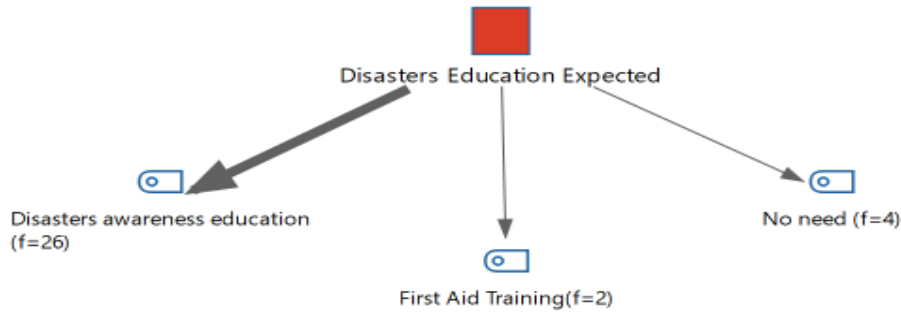 Disasters Education Expected
Disasters awareness education
(f=26)
No need (f=4)
First Aid Training(f=2)